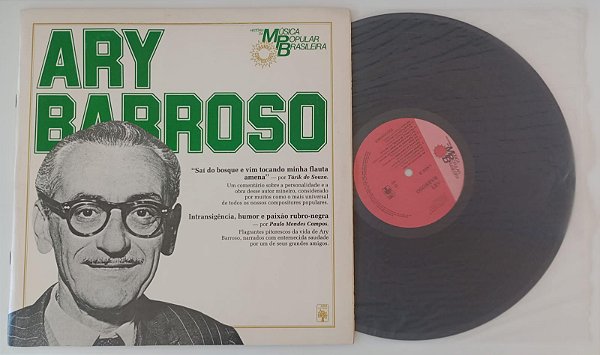 MÚSICA
POPULAR
BRASILEIRA
ARY
BARROSO
"Saí do bosque e vim tocando minha flauta
amena" — por Tárik de Souza.
Um comentário sobre a personalidade e a
obra desse autor mineiro, considerado
por muitos como o mais universal
de todos os nossos compositores populares.
Intransigência, humor e paixão rubro-negra
— por Paulo Mendes Campos.
Flagrantes pitorescos da vida de Ary
Barroso, narrados com enternecida saudade
por um de seus grandes amigos.